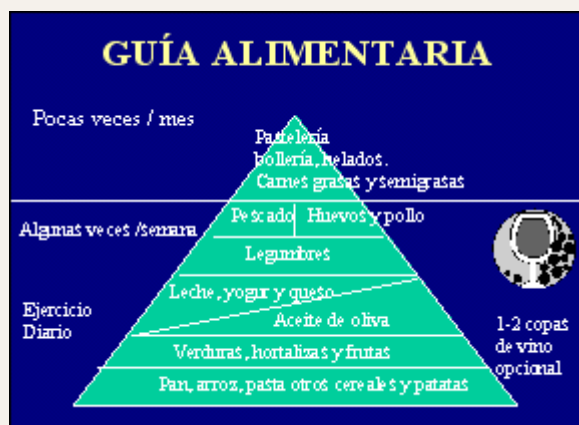 GUÍA ALIMENTARIA
Pocas veces / mes
Pastelería
bollería, helados.
Carnes grasas y semigrasas
Algunas veces /semana
Pescado
Huevos y pollo
Legumbres
Leche, yogur y queso
Aceite de oliva
Ejercicio
Diario
1-2 copas
de vino
opcional
Verduras, hortalizas y frutas
Pan, arroz, pasta otros cereales y patatas